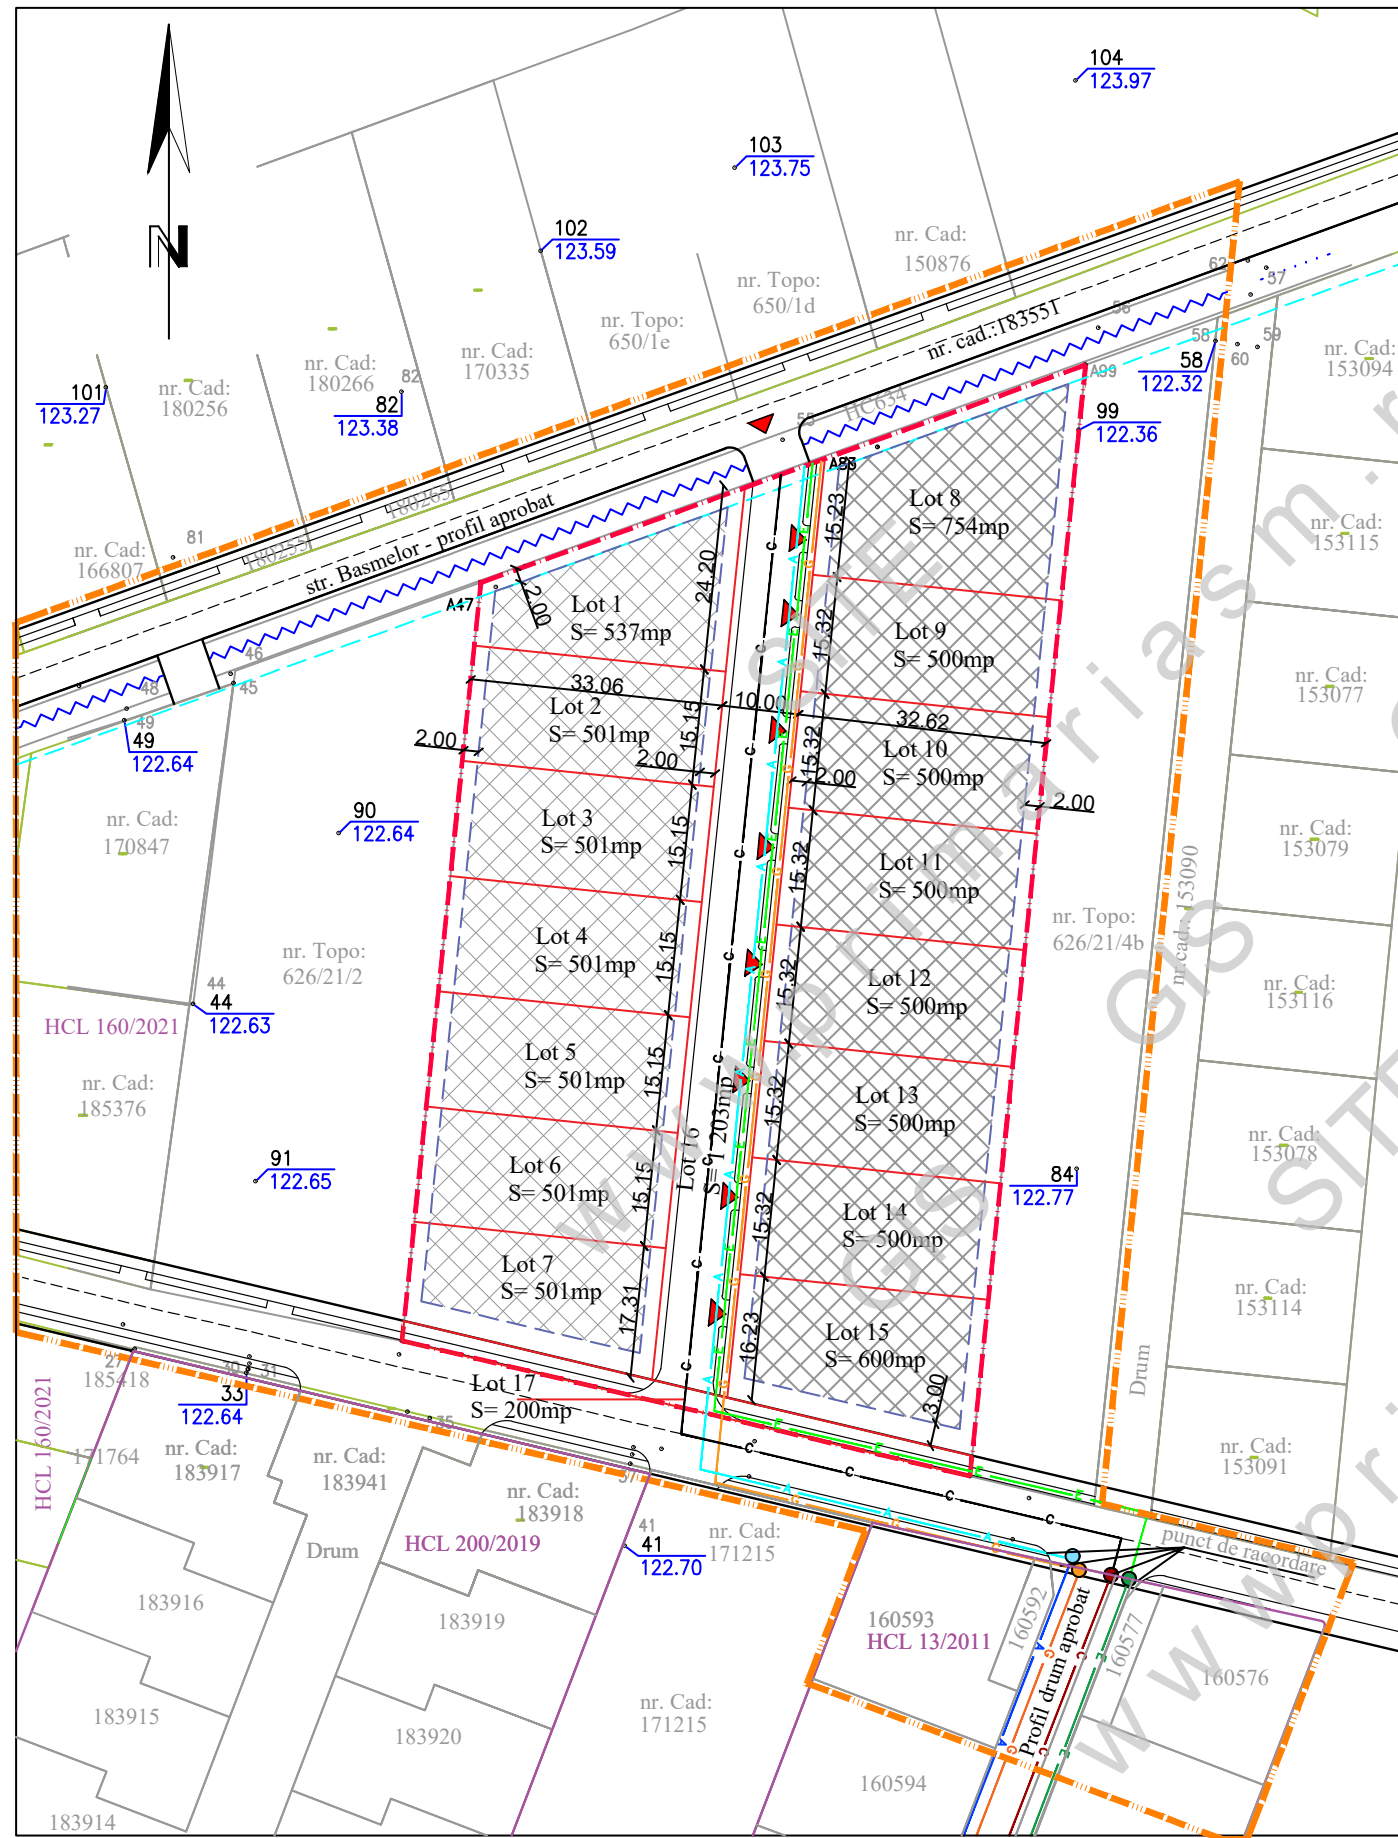 104
123.97
103
123.75
102
123.59
nr. Cad:
150876
nr. Topo:
650/1d
nr. Topo:
650/1e
nr. Cad:
170335
nr. Cad:
180266
nr. Cad:
180256
nr. Cad:
166807
N
62
57
56
58
59
60
nr. cad.:183551
HC634
55
58
122.32
nr. Cad:
153094
A99
99
122.36
101
123.27
82
82
123.38
180265
180255
81
str. Basmelor - profil aprobat
A47
46
45
48
49
49
122.64
Lot 1
S= 537mp
2.00
24.20
Lot 8
S= 754mp
15.23
nr. Cad:
153115
Lot 9
S= 500mp
15.32
33.06
10.00
32.62
Lot 2
S= 501mp
15.15
2.00
2.00
Lot 10
S= 500mp
15.32
2.00
2.00
nr. Cad:
153077
nr. Cad:
170847
90
122.64
Lot 3
S= 501mp
15.15
Lot 11
S= 500mp
15.32
nr. Cad:
153079
nr.cad.: 153090
nr. Topo:
626/21/2
Lot 4
S= 501mp
15.15
Lot 12
S= 500mp
15.32
nr. Topo:
626/21/4b
nr. Cad:
153116
44
44
122.63
HCL 160/2021
nr. Cad:
185376
Lot 5
S= 501mp
15.15
Lot 16
S= 1 203mp
Lot 13
S= 500mp
15.32
nr. Cad:
153078
91
122.65
Lot 6
S= 501mp
15.15
Lot 14
S= 500mp
15.32
84
122.77
Lot 7
S= 501mp
17.31
Lot 15
S= 600mp
16.23
3.00
nr. Cad:
153114
Lot 17
S= 200mp
27
30
31
33
122.64
35
37
185418
HCL 160/2021
171764
nr. Cad:
183917
nr. Cad:
183941
nr. Cad:
183918
HCL 200/2019
Drum
41
41
122.70
nr. Cad:
171215
Drum
nr. Cad:
153091
punct de racordare
183916
183919
160593
HCL 13/2011
160592
Profil drum aprobat
160577
160576
183915
183920
nr. Cad:
171215
160594
183914
www.primariasm.r
SITE
GIS
GIS
SITE
wwwpr.